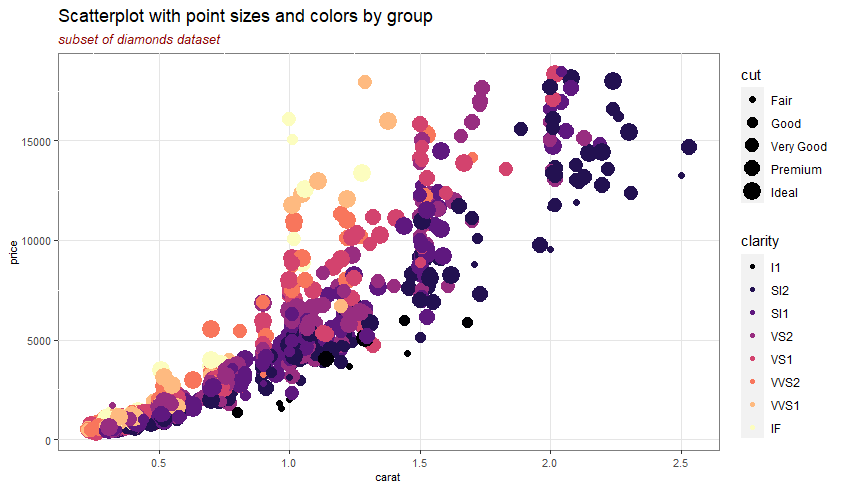 Scatterplot with point sizes and colors by group
subset of diamonds dataset
price
15000
10000
5000
0
0.5 1.0 1.5 2.0 2.5
carat
cut
Fair
Good
Very Good
Premium
Ideal
clarity
I1
SI2
SI1
VS2
VS1
VVS2
VVS1
IF